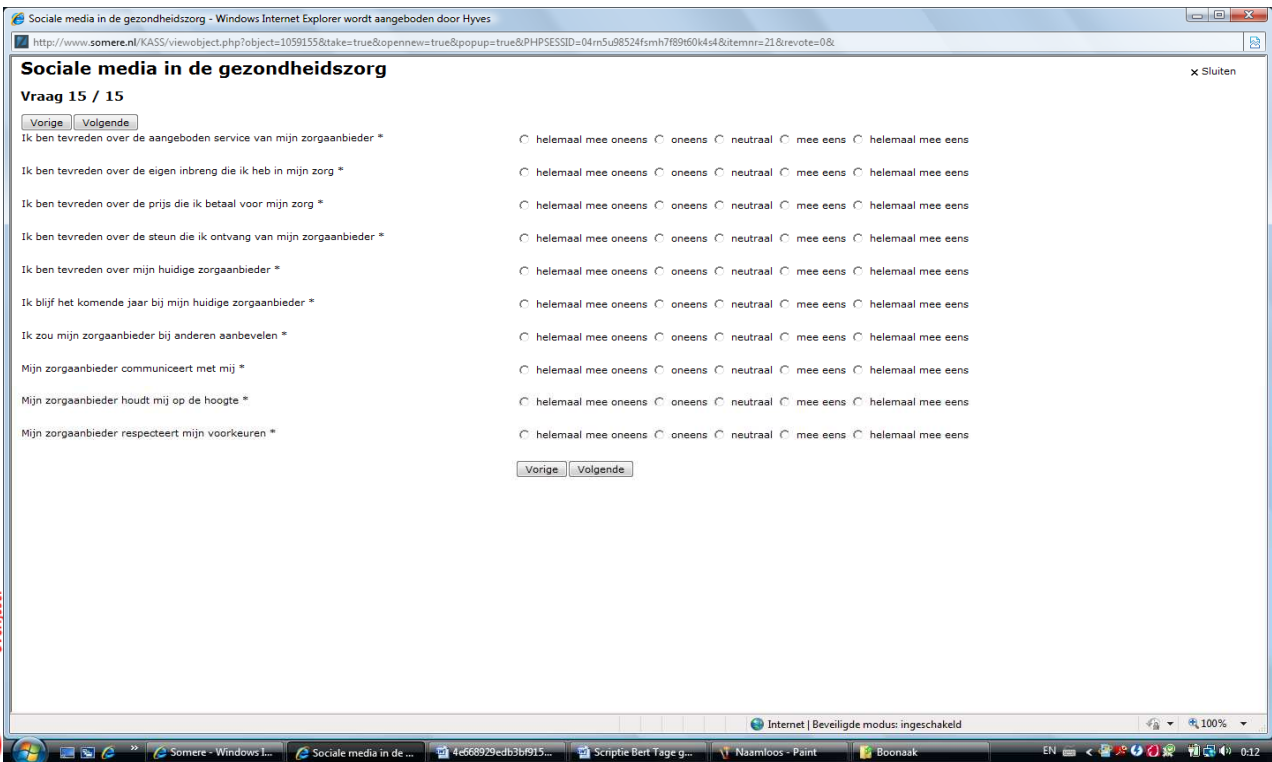 Sociale media in de gezondheidszorg - Windows Internet Explorer wordt aangeboden door Hyves
http://www.somere.nl/KASS/viewobject.php?object=1059155&take=true&opennew=true&popup=true&PHPSESSID=04rn5u98524fsmh7f89t60k4s4&itemnr=21&revote=0&
Sociale media in de gezondheidszorg
x Sluiten
Vraag 15 / 15
Vorige Volgende
Ik ben tevreden over de aangeboden service van mijn zorgaanbieder * helemaal mee oneens oneens neutraal mee eens helemaal mee eens
Ik ben tevreden over de eigen inbreng die ik heb in mijn zorg * helemaal mee oneens oneens neutraal mee eens helemaal mee eens
Ik ben tevreden over de prijs die ik betaal voor mijn zorg * helemaal mee oneens oneens neutraal mee eens helemaal mee eens
Ik ben tevreden over de steun die ik ontvang van mijn zorgaanbieder * helemaal mee oneens oneens neutraal mee eens helemaal mee eens
Ik ben tevreden over mijn huidige zorgaanbieder * helemaal mee oneens oneens neutraal mee eens helemaal mee eens
Ik blijf het komende jaar bij mijn huidige zorgaanbieder * helemaal mee oneens oneens neutraal mee eens helemaal mee eens
Ik zou mijn zorgaanbieder bij anderen aanbevelen * helemaal mee oneens oneens neutraal mee eens helemaal mee eens
Mijn zorgaanbieder communiceert met mij * helemaal mee oneens oneens neutraal mee eens helemaal mee eens
Mijn zorgaanbieder houdt mij op de hoogte * helemaal mee oneens oneens neutraal mee eens helemaal mee eens
Mijn zorgaanbieder respecteert mijn voorkeuren * helemaal mee oneens oneens neutraal mee eens helemaal mee eens
Vorige Volgende
Internet | Beveiligde modus: ingeschakeld 100%
Somere - Windows I... Sociale media in de ... 4e668929edb3bf915... Scriptie Bert Tage g... Naamloos - Paint Boonaak EN 0:12